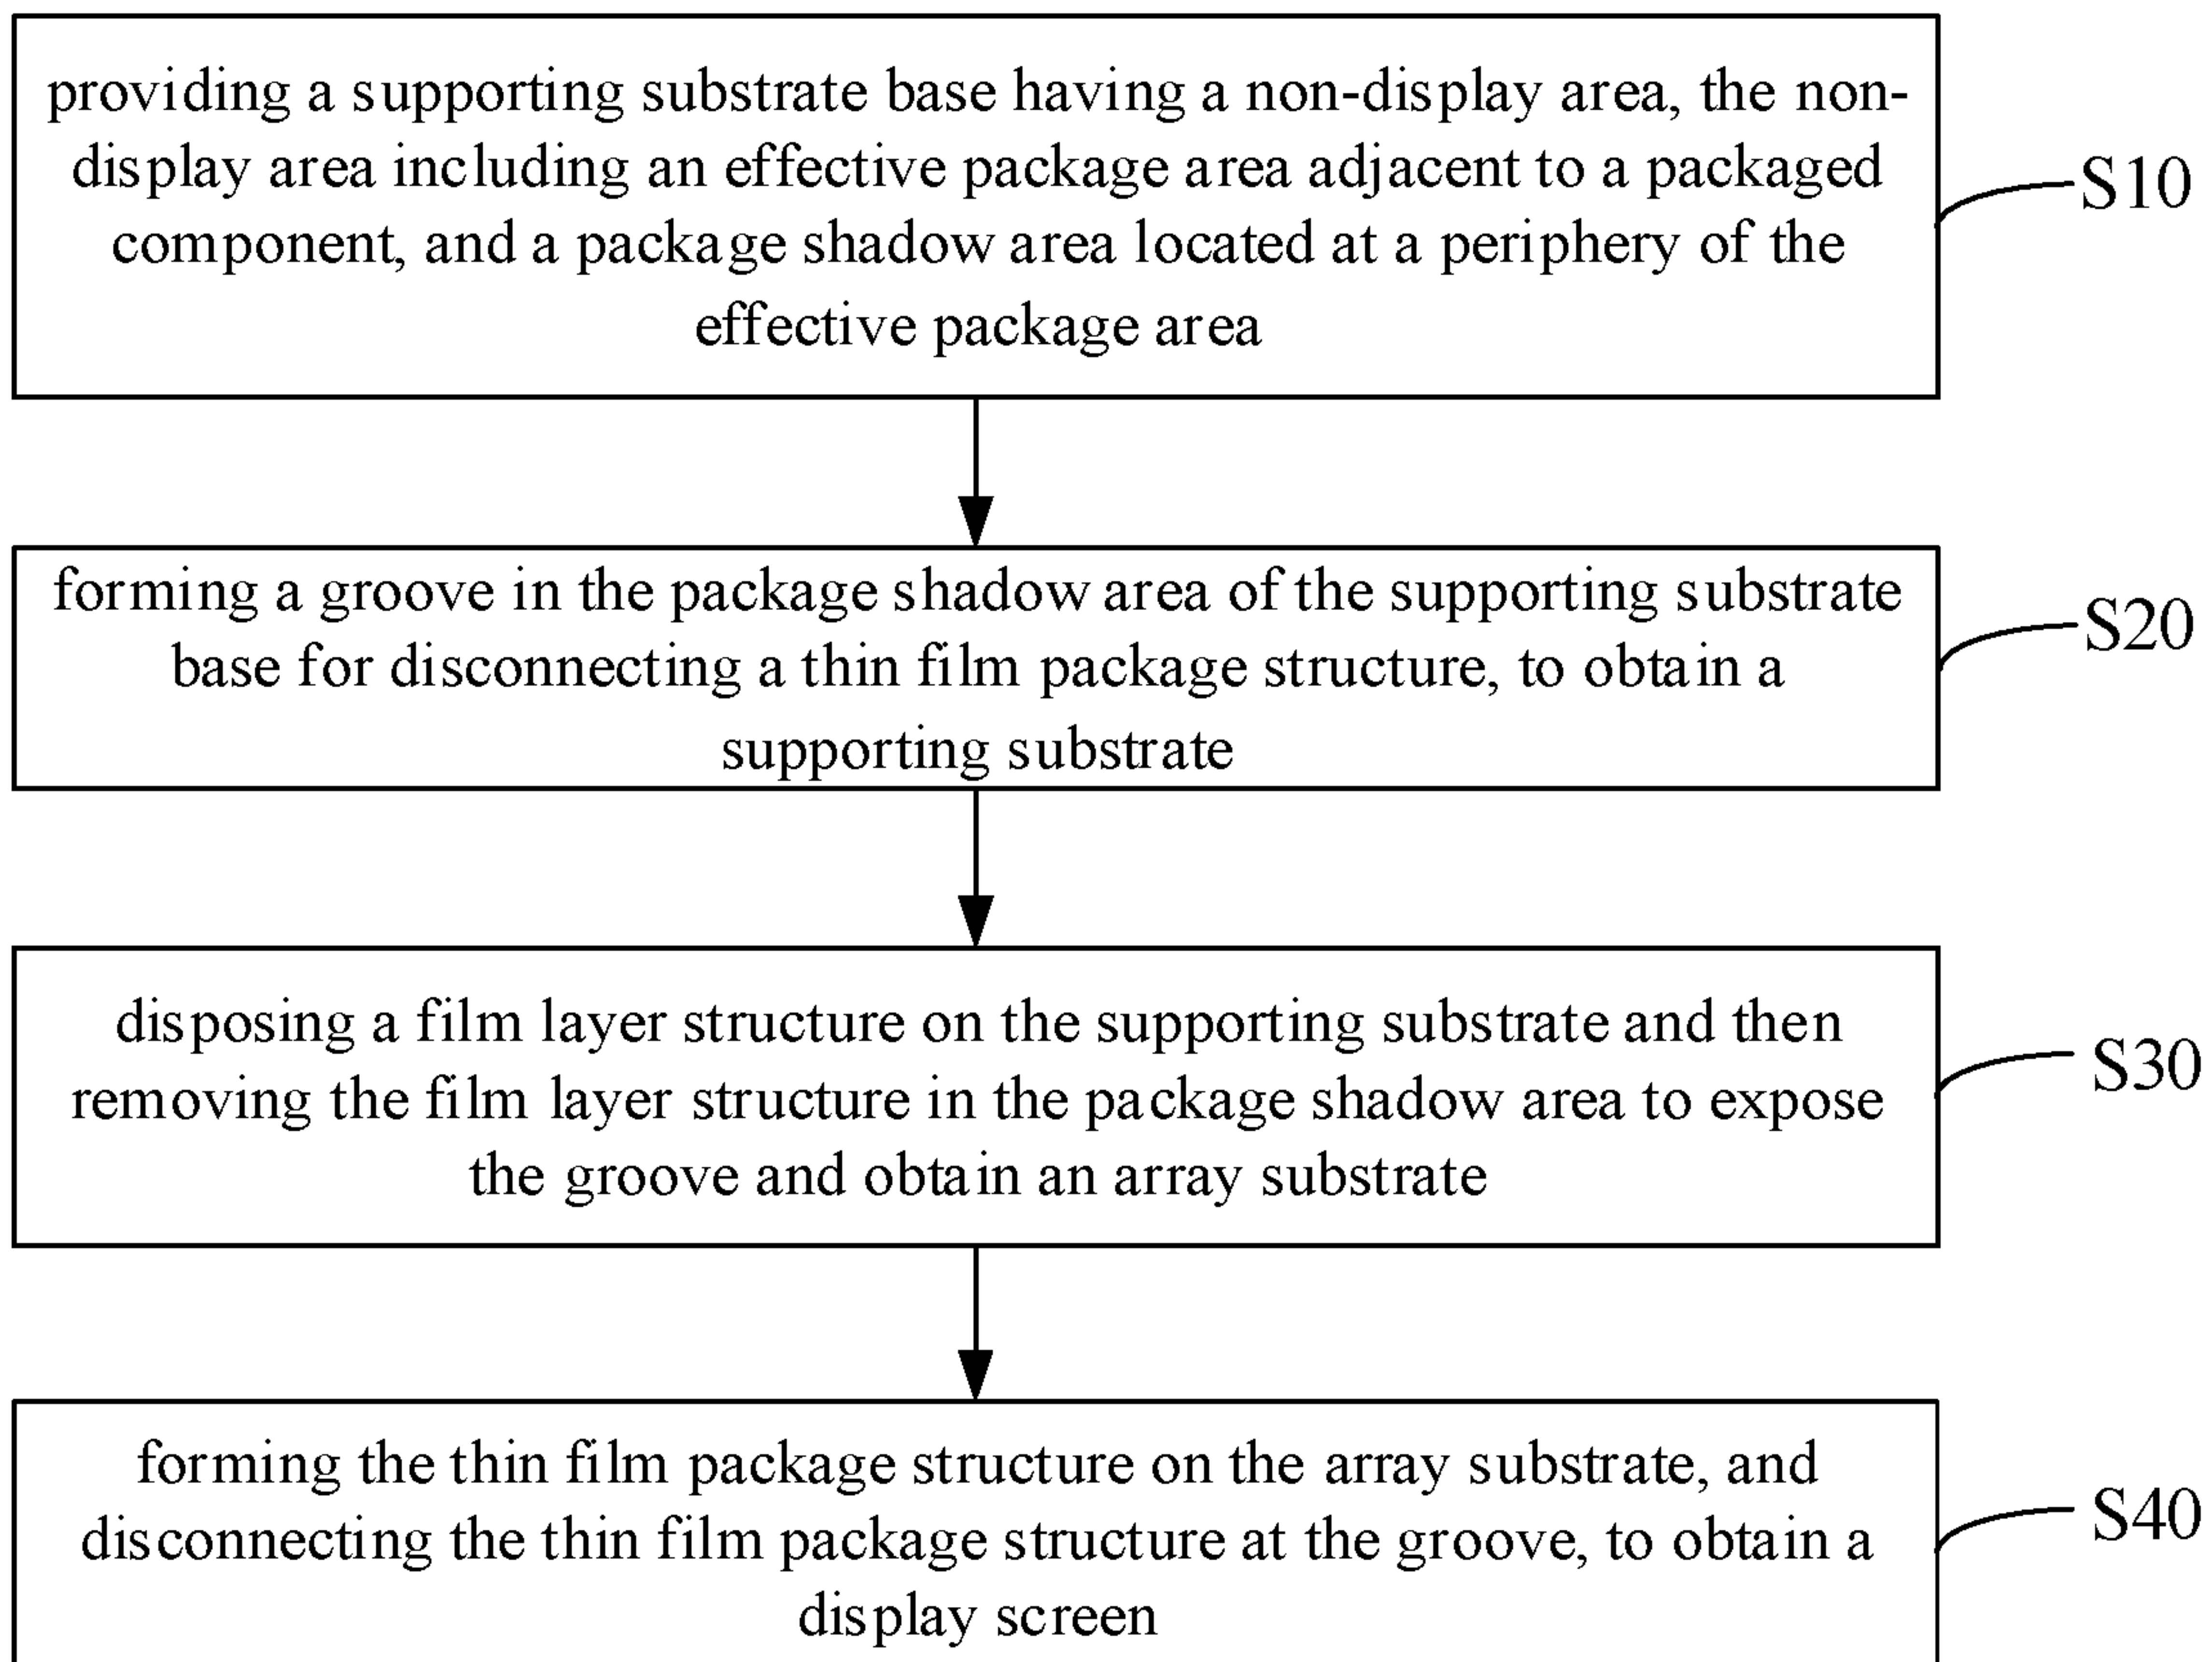 providing a supporting substrate base having a non-display area, the non-
display area including an effective package area adjacent to a packaged
component, and a package shadow area located at a periphery of the
effective package area
S10
forming a groove in the package shadow area of the supporting substrate
base for disconnecting a thin film package structure, to obtain a
supporting substrate
S20
disposing a film layer structure on the supporting substrate and then
removing the film layer structure in the package shadow area to expose
the groove and obtain an array substrate
S30
forming the thin film package structure on the array substrate, and
disconnecting the thin film package structure at the groove, to obtain a
display screen
S40